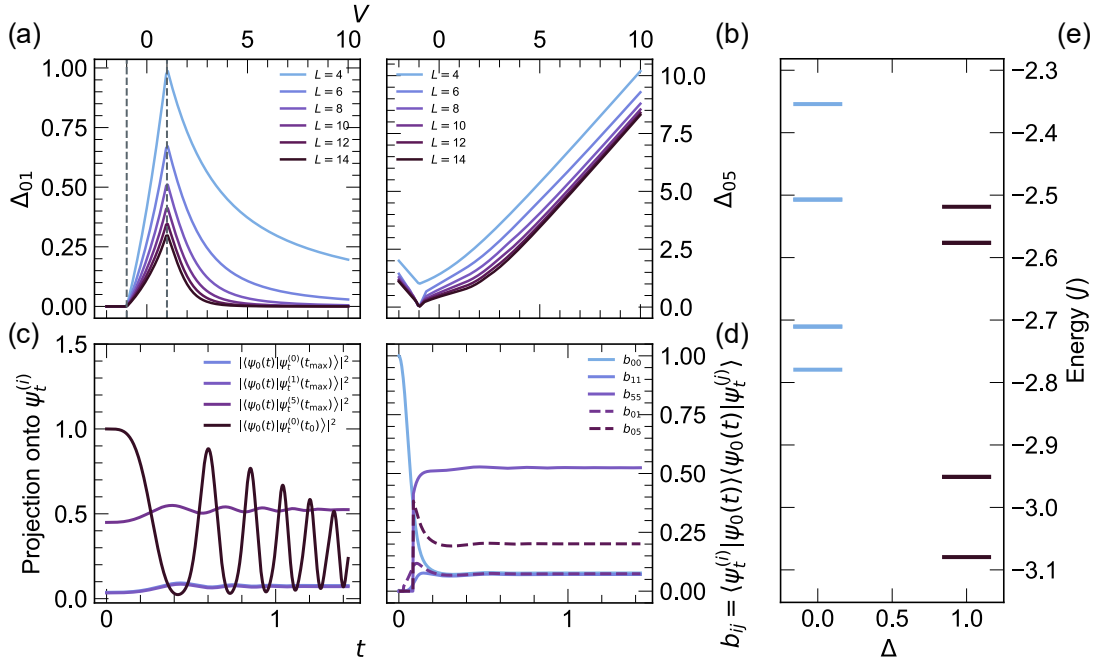 (a)
V
(b)
(e)
0
5
10
0
5
10
1.00
0.75
0.50
0.25
0.00
Δ₀₁
L = 4
L = 6
L = 8
L = 10
L = 12
L = 14
L = 4
L = 6
L = 8
L = 10
L = 12
L = 14
10.0
7.5
5.0
2.5
0.0
Δ₀₅
(c)
(d)
1.5
1.0
0.5
0.0
Projection onto ψₜ⁽ⁱ⁾
|⟨ψ₀(t)|ψₜ⁽⁰⁾(tₘₐₓ)⟩|²
|⟨ψ₀(t)|ψₜ⁽¹⁾(tₘₐₓ)⟩|²
|⟨ψ₀(t)|ψₜ⁽⁵⁾(tₘₐₓ)⟩|²
|⟨ψ₀(t)|ψₜ⁽⁰⁾(t₀)⟩|²
b₀₀
b₁₁
b₅₅
b₀₁
b₀₅
1.00
0.75
0.50
0.25
0.00
bᵢⱼ = ⟨ψₜ⁽ⁱ⁾|ψ₀(t)⟩⟨ψ₀(t)|ψₜ⁽ʲ⁾⟩
0
1
0
1
t
−2.3
−2.4
−2.5
−2.6
−2.7
−2.8
−2.9
−3.0
−3.1
Energy (J)
0.0
0.5
1.0
Δ